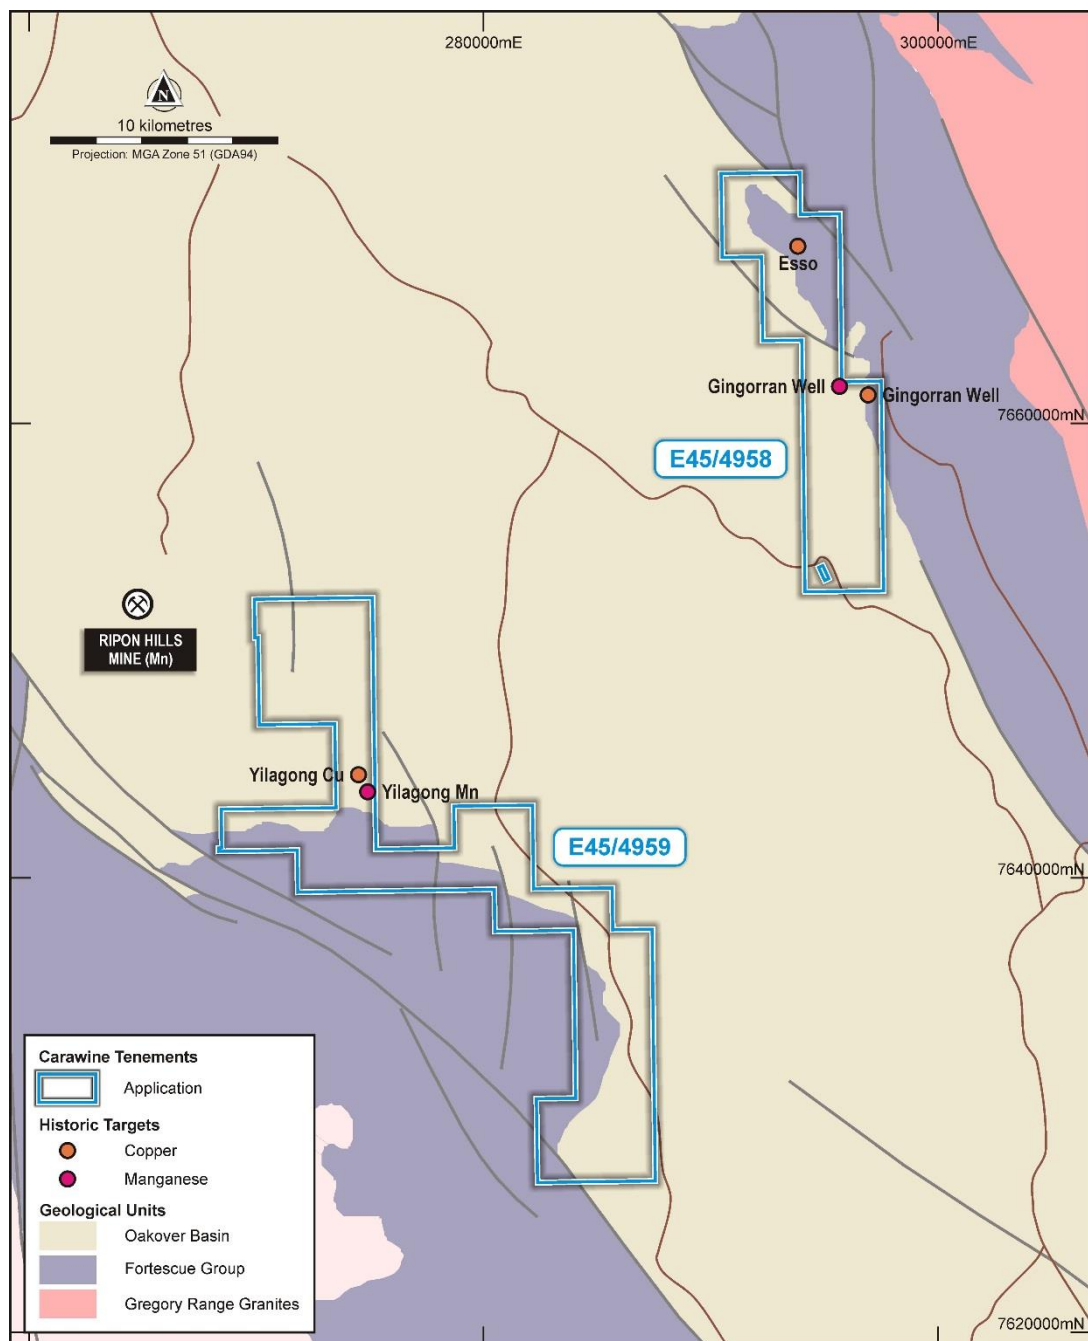 280000mE
300000mE
10 kilometres
Projection: MGA Zone 51 (GDA94)
Esso
Gingorran Well
Gingorran Well
7660000mN
E45/4958
RIPON HILLS
MINE (Mn)
Yilagong Cu
Yilagong Mn
E45/4959
7640000mN
Carawine Tenements
Application
Historic Targets
Copper
Manganese
Geological Units
Oakover Basin
Fortescue Group
Gregory Range Granites
7620000mN